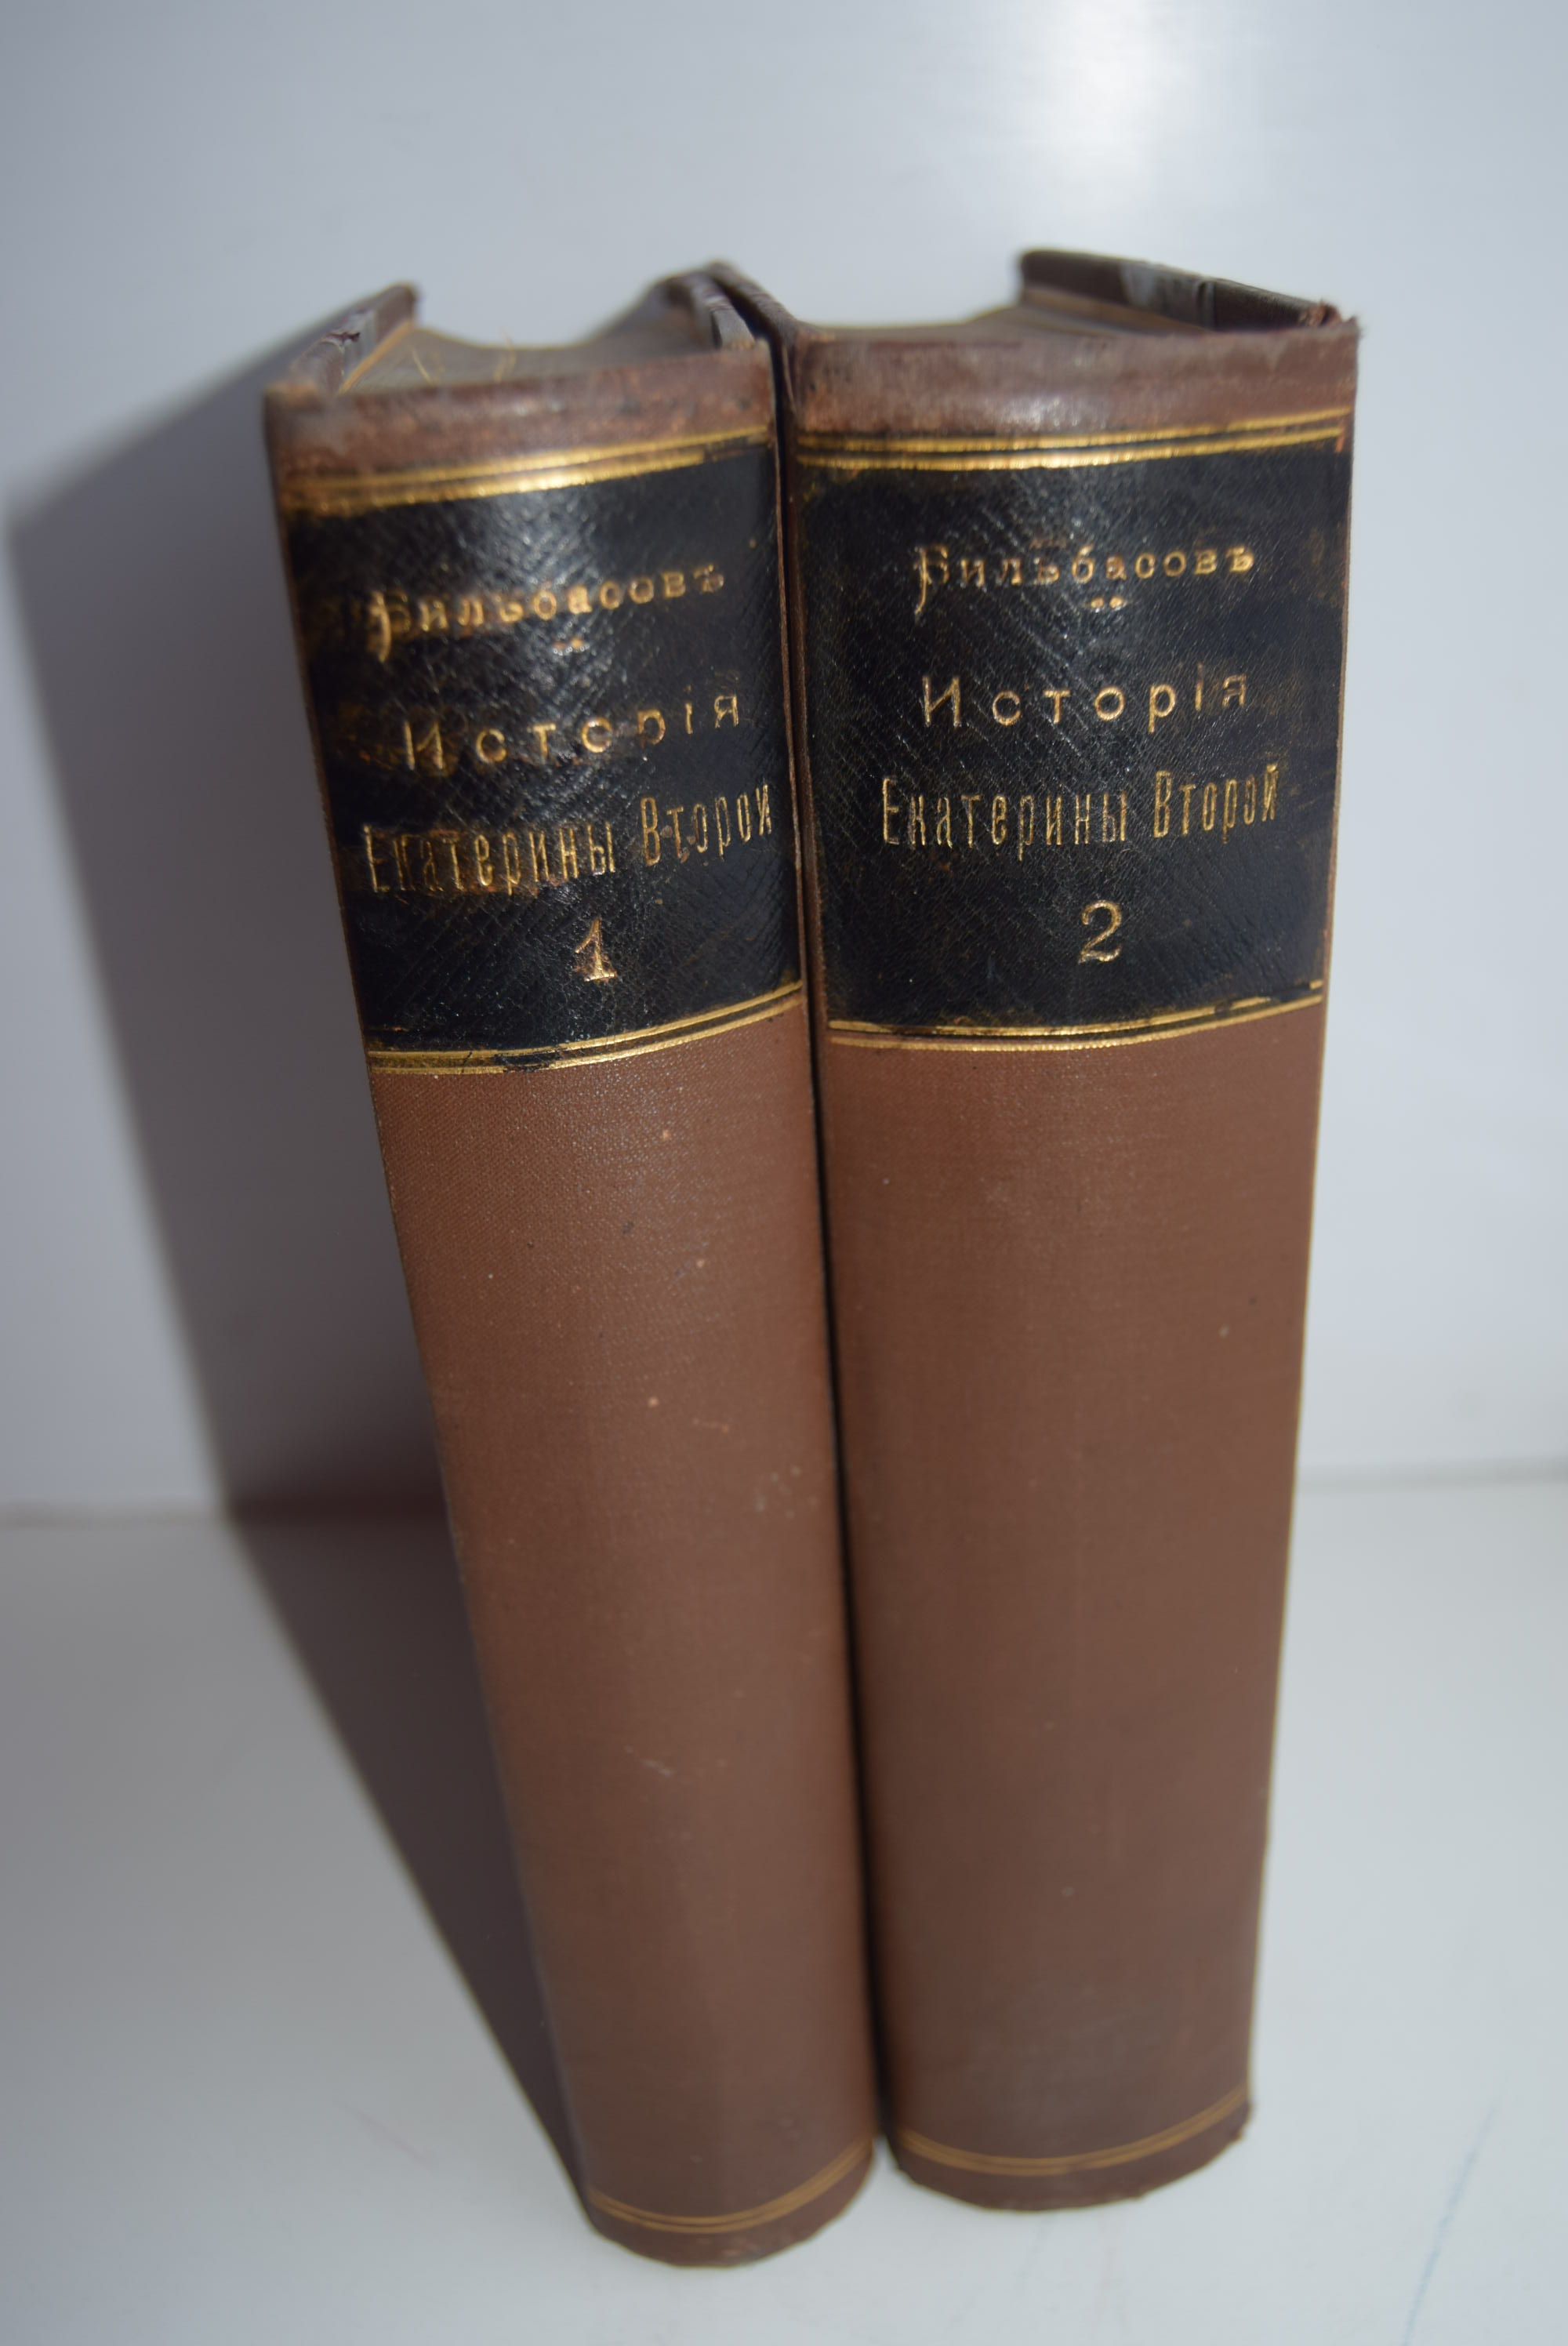 Бильбасовъ
Исторія
Екатерины Второй
1
Бильбасовъ
Исторія
Екатерины Второй
2